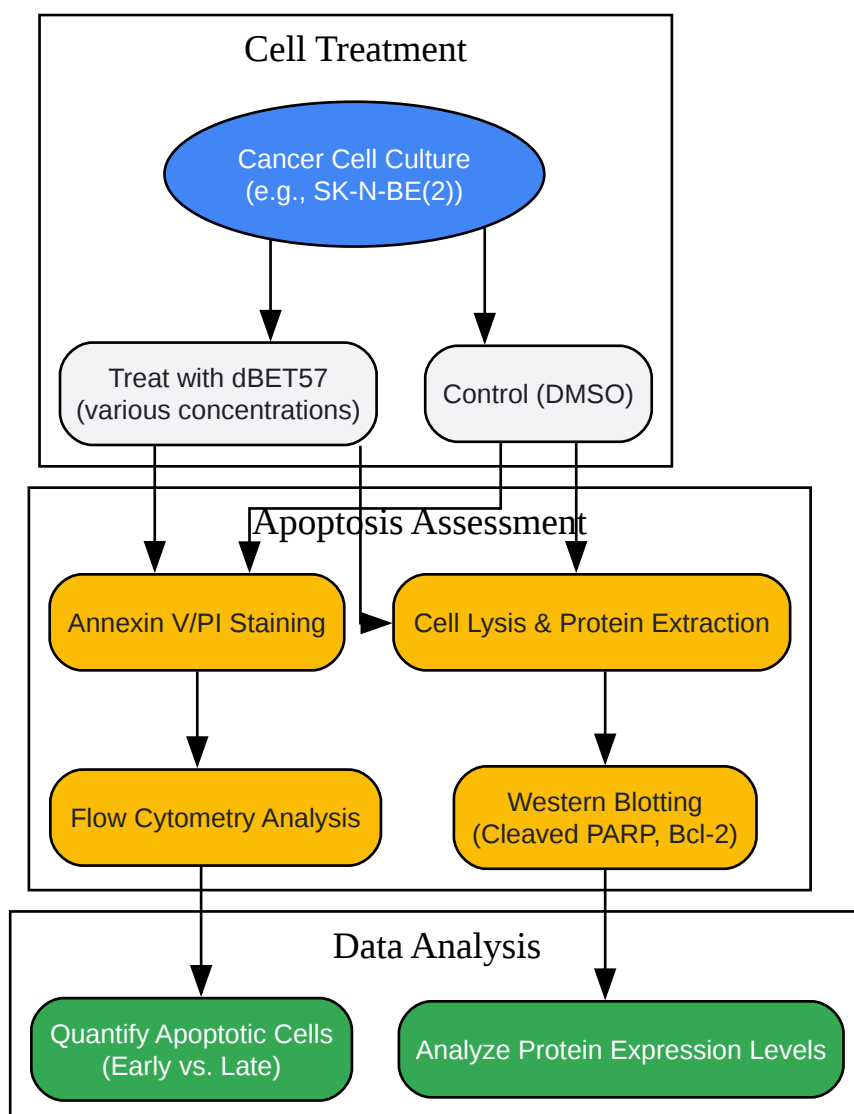 Cell Treatment
Cancer Cell Culture
(e.g., SK-N-BE(2))
Treat with dBET57
(various concentrations)
Control (DMSO)
Apoptosis Assessment
Annexin V/PI Staining
Cell Lysis & Protein Extraction
Flow Cytometry Analysis
Western Blotting
(Cleaved PARP, Bcl-2)
Data Analysis
Quantify Apoptotic Cells
(Early vs. Late)
Analyze Protein Expression Levels